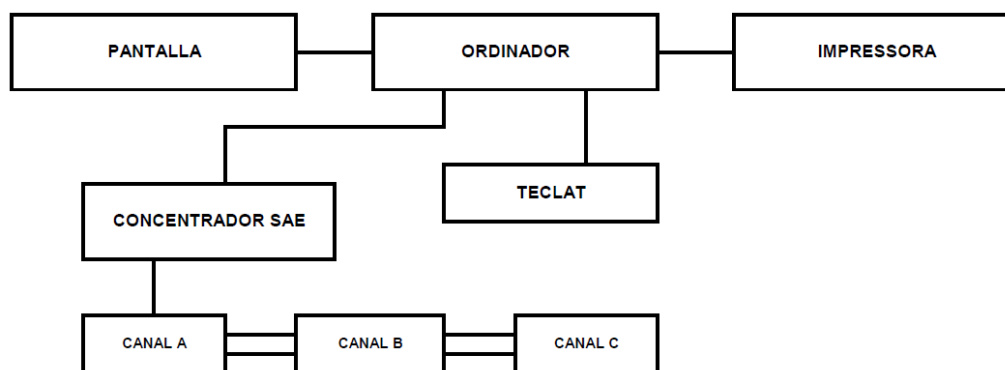 PANTALLA
ORDINADOR
IMPRESSORA
TECLAT
CONCENTRADOR SAE
CANAL A
CANAL B
CANAL C